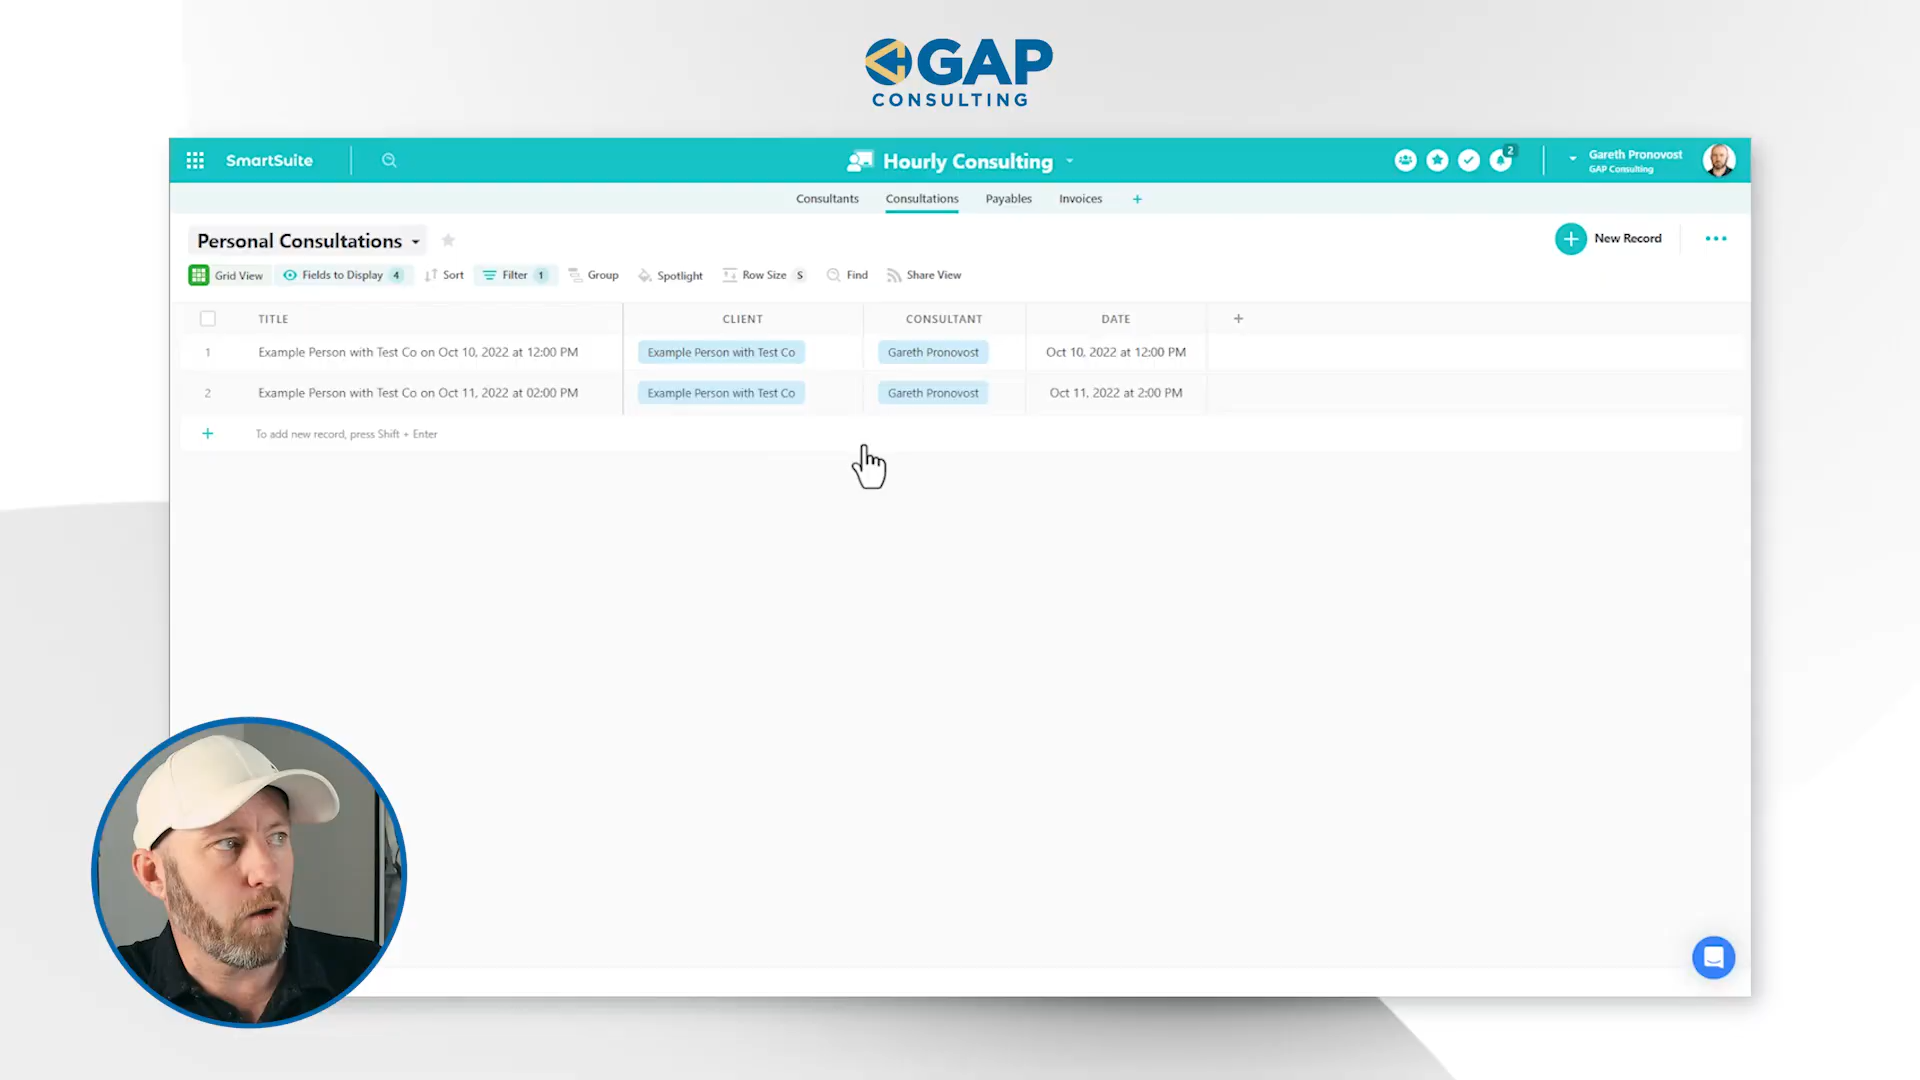 GAP
CONSULTING
SmartSuite
Hourly Consulting
2
Gareth Pronovost
GAP Consulting
Consultants
Consultations
Payables
Invoices
+
Personal Consultations
New Record
Grid View
Fields to Display 4
Sort
Filter 1
Group
Spotlight
Row Size S
Find
Share View
TITLE
CLIENT
CONSULTANT
DATE
+
1 Example Person with Test Co on Oct 10, 2022 at 12:00 PM Example Person with Test Co Gareth Pronovost Oct 10, 2022 at 12:00 PM
2 Example Person with Test Co on Oct 11, 2022 at 02:00 PM Example Person with Test Co Gareth Pronovost Oct 11, 2022 at 2:00 PM
+ To add new record, press Shift + Enter